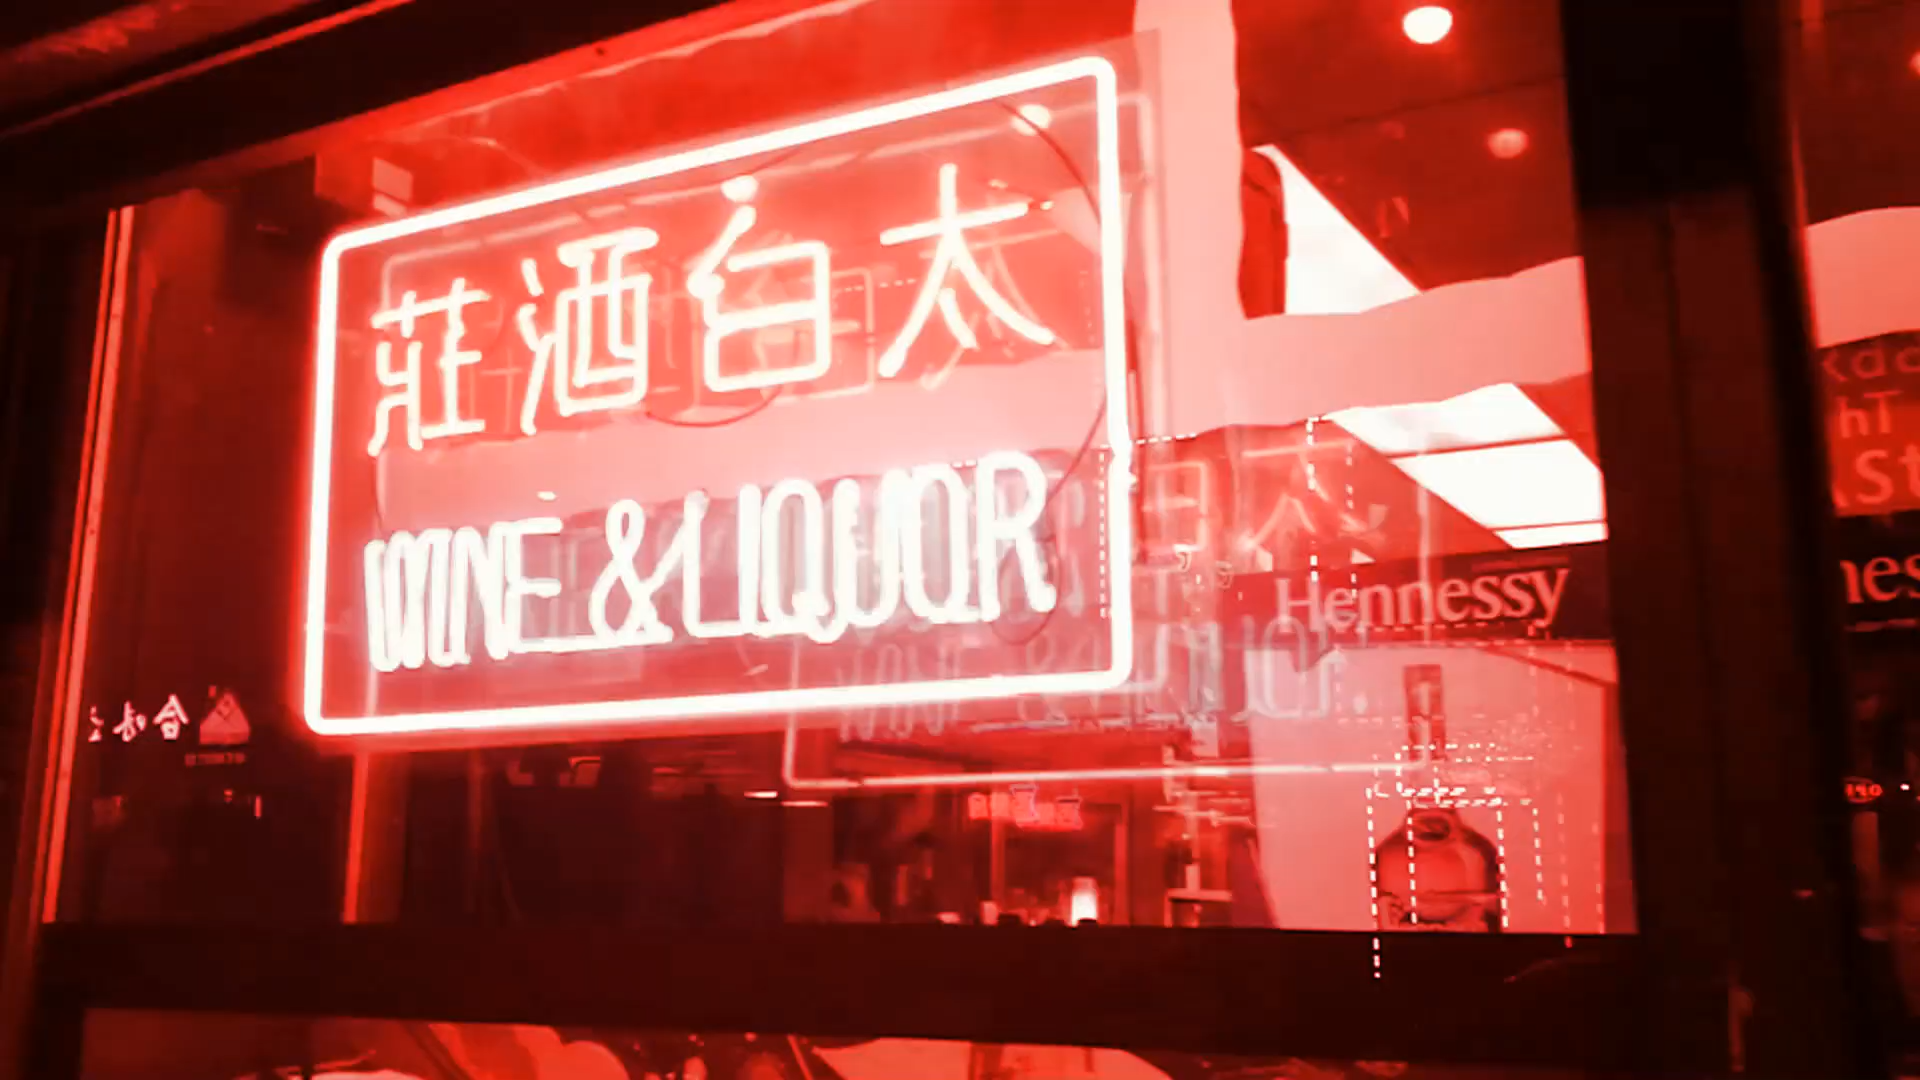 太白酒莊
WINE & LIQUOR
Hennessy